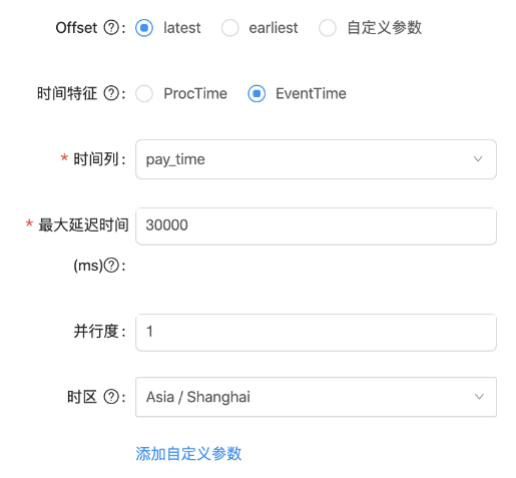 Offset ?: latest earliest 自定义参数
时间特征 ?: ProcTime EventTime
* 时间列: pay_time
* 最大延迟时间 30000
(ms)?:
并行度: 1
时区 ?: Asia / Shanghai
添加自定义参数